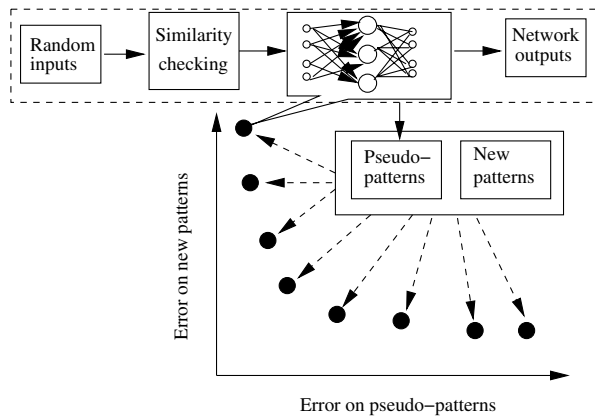 Random
inputs
Similarity
checking
Network
outputs
Pseudo−
patterns
New
patterns
Error on new patterns
Error on pseudo−patterns